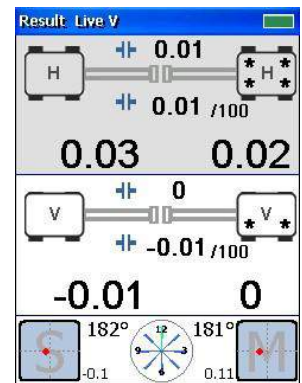 Result Live V
0.01
H
* *
H
* *
0.01 /100
0.03 0.02
0
V
V
* *
-0.01 /100
-0.01 0
182° 12 181°
S 9 3 M
-0.1 6 0.11